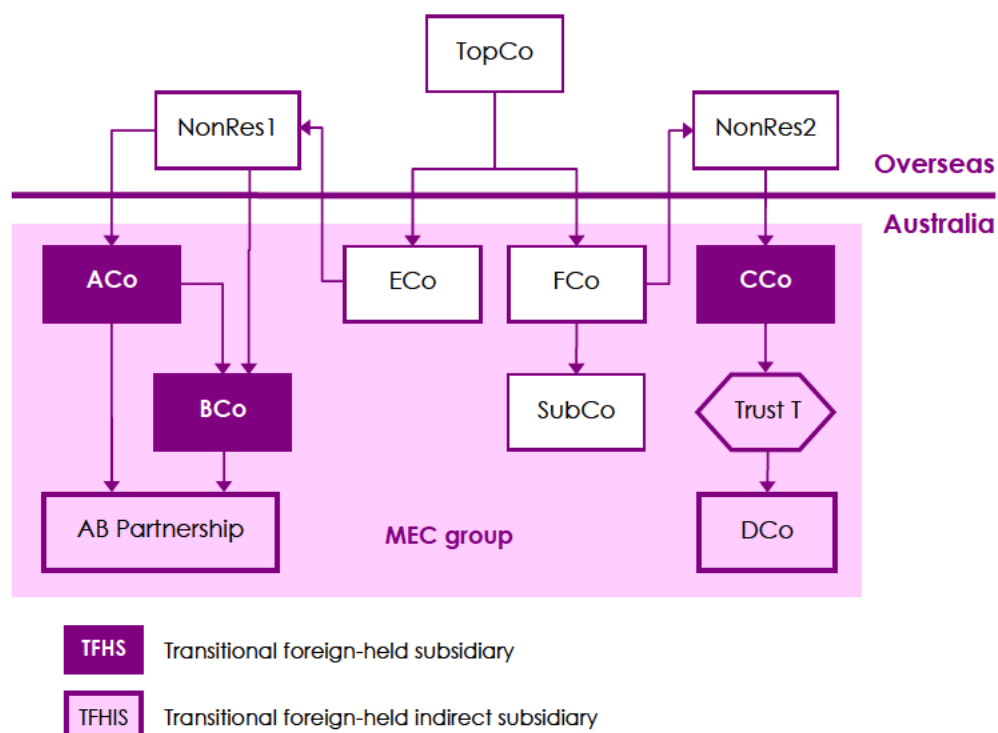 TopCo
NonRes1
NonRes2
Overseas
Australia
ACo
ECo
FCo
CCo
BCo
SubCo
Trust T
AB Partnership
MEC group
DCo
TFHS Transitional foreign-held subsidiary
TFHIS Transitional foreign-held indirect subsidiary